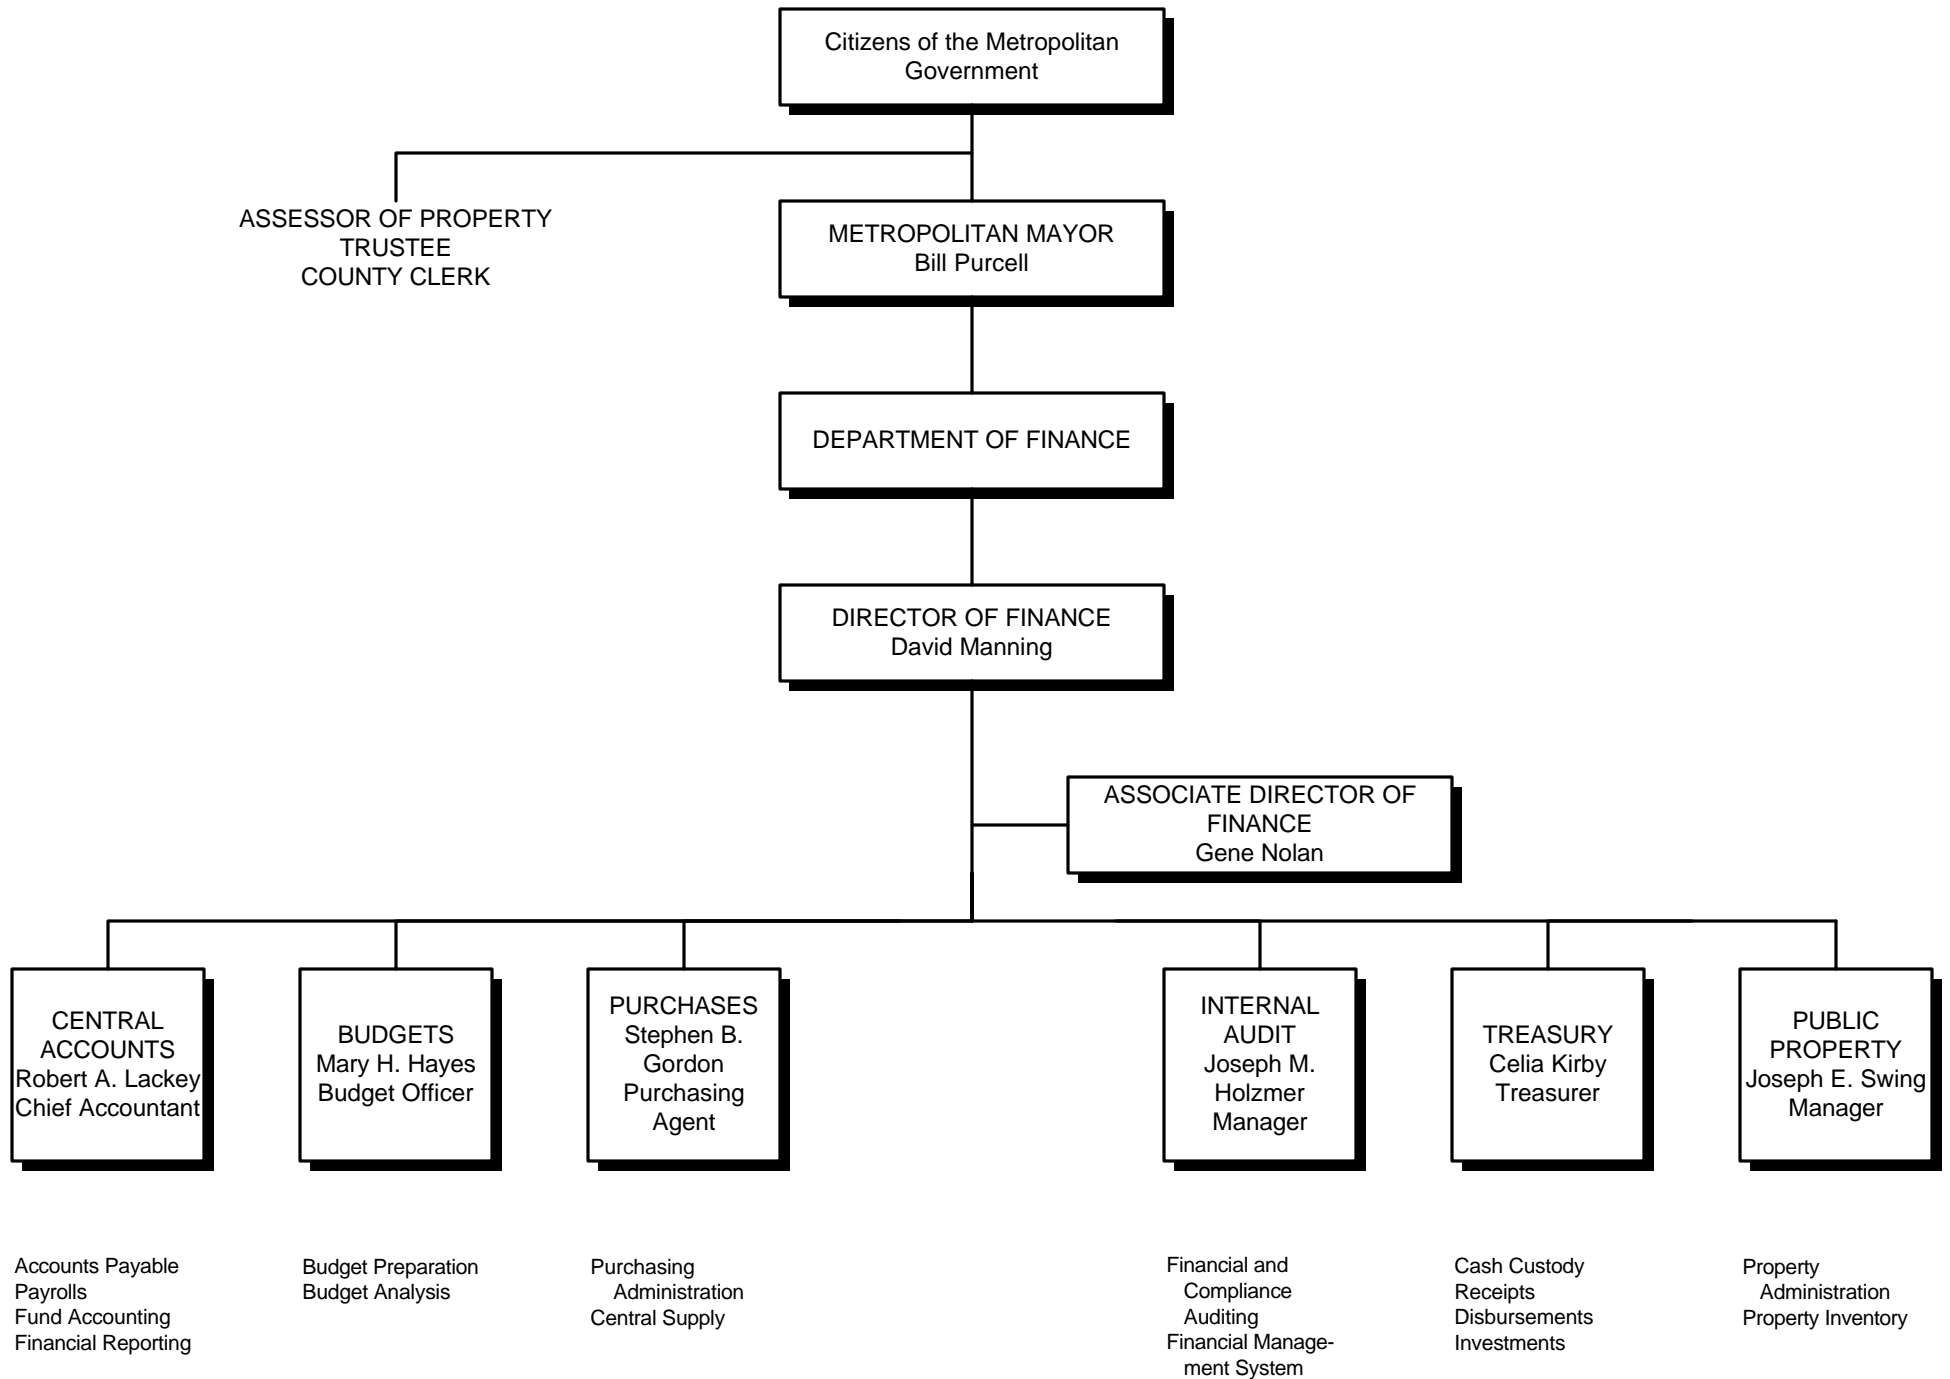 Citizens of the Metropolitan
Government
ASSESSOR OF PROPERTY
TRUSTEE
COUNTY CLERK
METROPOLITAN MAYOR
Bill Purcell
DEPARTMENT OF FINANCE
DIRECTOR OF FINANCE
David Manning
ASSOCIATE DIRECTOR OF
FINANCE
Gene Nolan
CENTRAL
ACCOUNTS
Robert A. Lackey
Chief Accountant
BUDGETS
Mary H. Hayes
Budget Officer
PURCHASES
Stephen B.
Gordon
Purchasing
Agent
INTERNAL
AUDIT
Joseph M.
Holzmer
Manager
TREASURY
Celia Kirby
Treasurer
PUBLIC
PROPERTY
Joseph E. Swing
Manager
Accounts Payable
Payrolls
Fund Accounting
Financial Reporting
Budget Preparation
Budget Analysis
Purchasing
Administration
Central Supply
Financial and
Compliance
Auditing
Financial Manage-
ment System
Cash Custody
Receipts
Disbursements
Investments
Property
Administration
Property Inventory